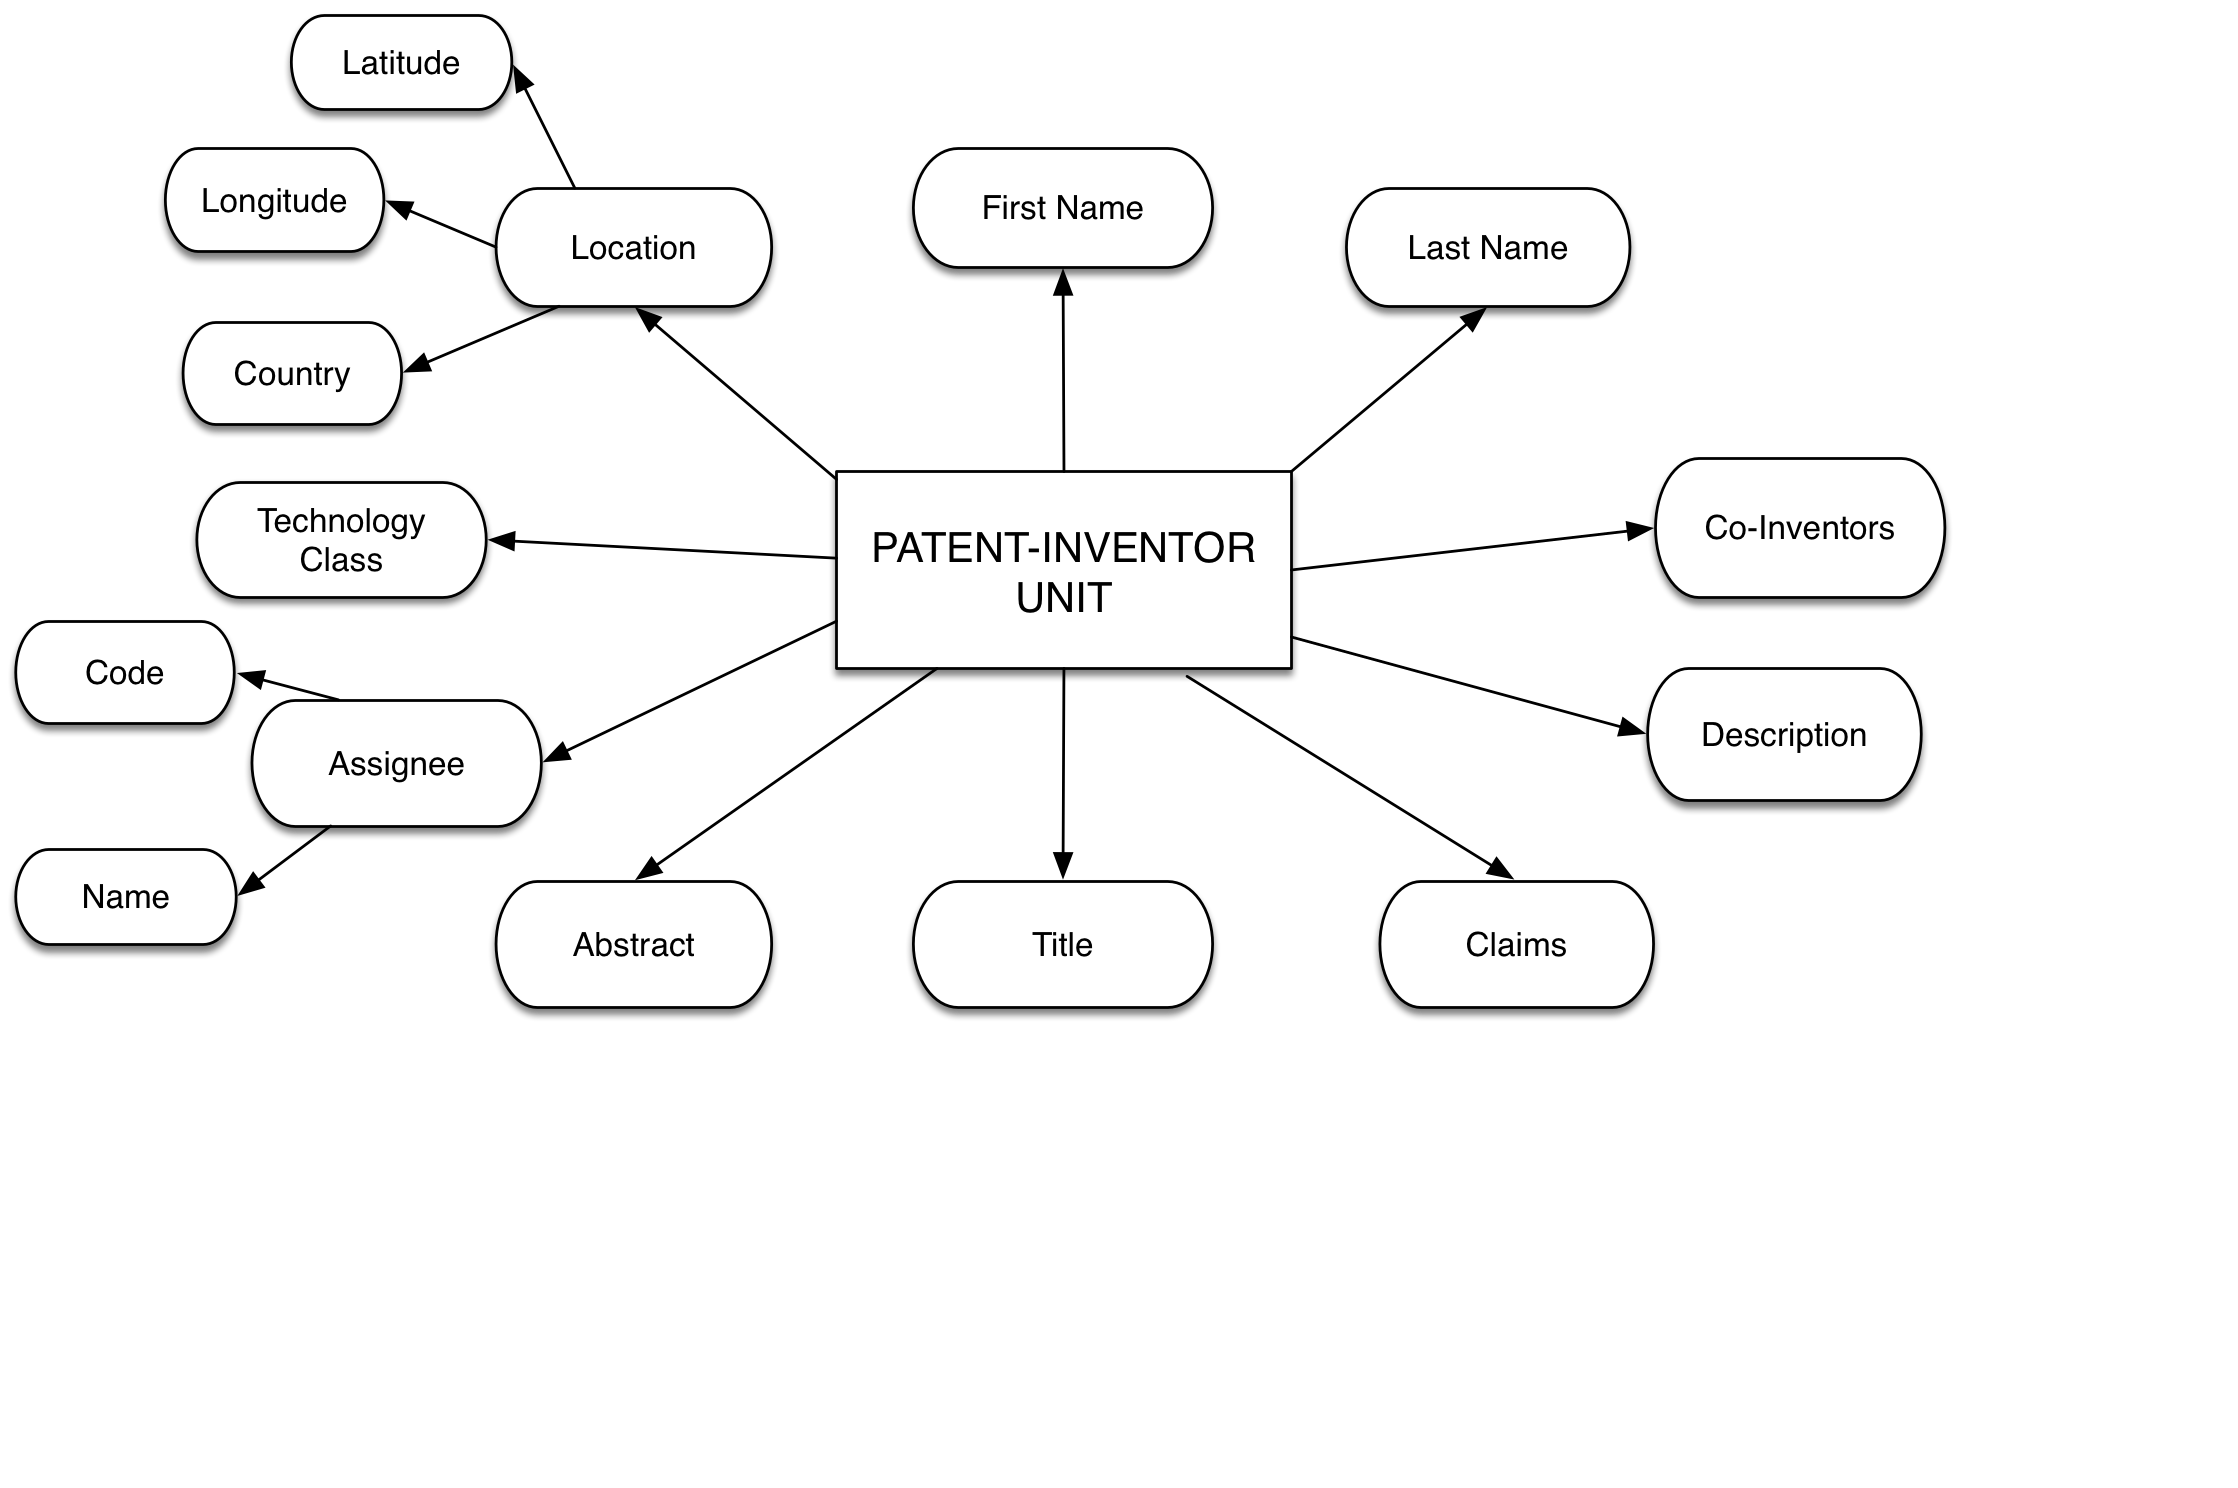 Latitude
Longitude
First Name
Location
Last Name
Country
Technology
Class
PATENT-INVENTOR
UNIT
Co-Inventors
Code
Assignee
Description
Name
Abstract
Title
Claims